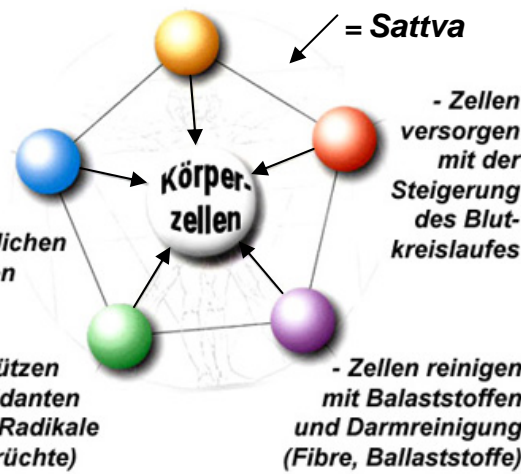 = Sattva
- Zellen
versorgen
mit der
Steigerung
des Blut-
kreislaufes
Körper-
zellen
lichen
n
ützen
danten
Radikale
rüchte)
- Zellen reinigen
mit Balaststoffen
und Darmreinigung
(Fibre, Ballaststoffe)